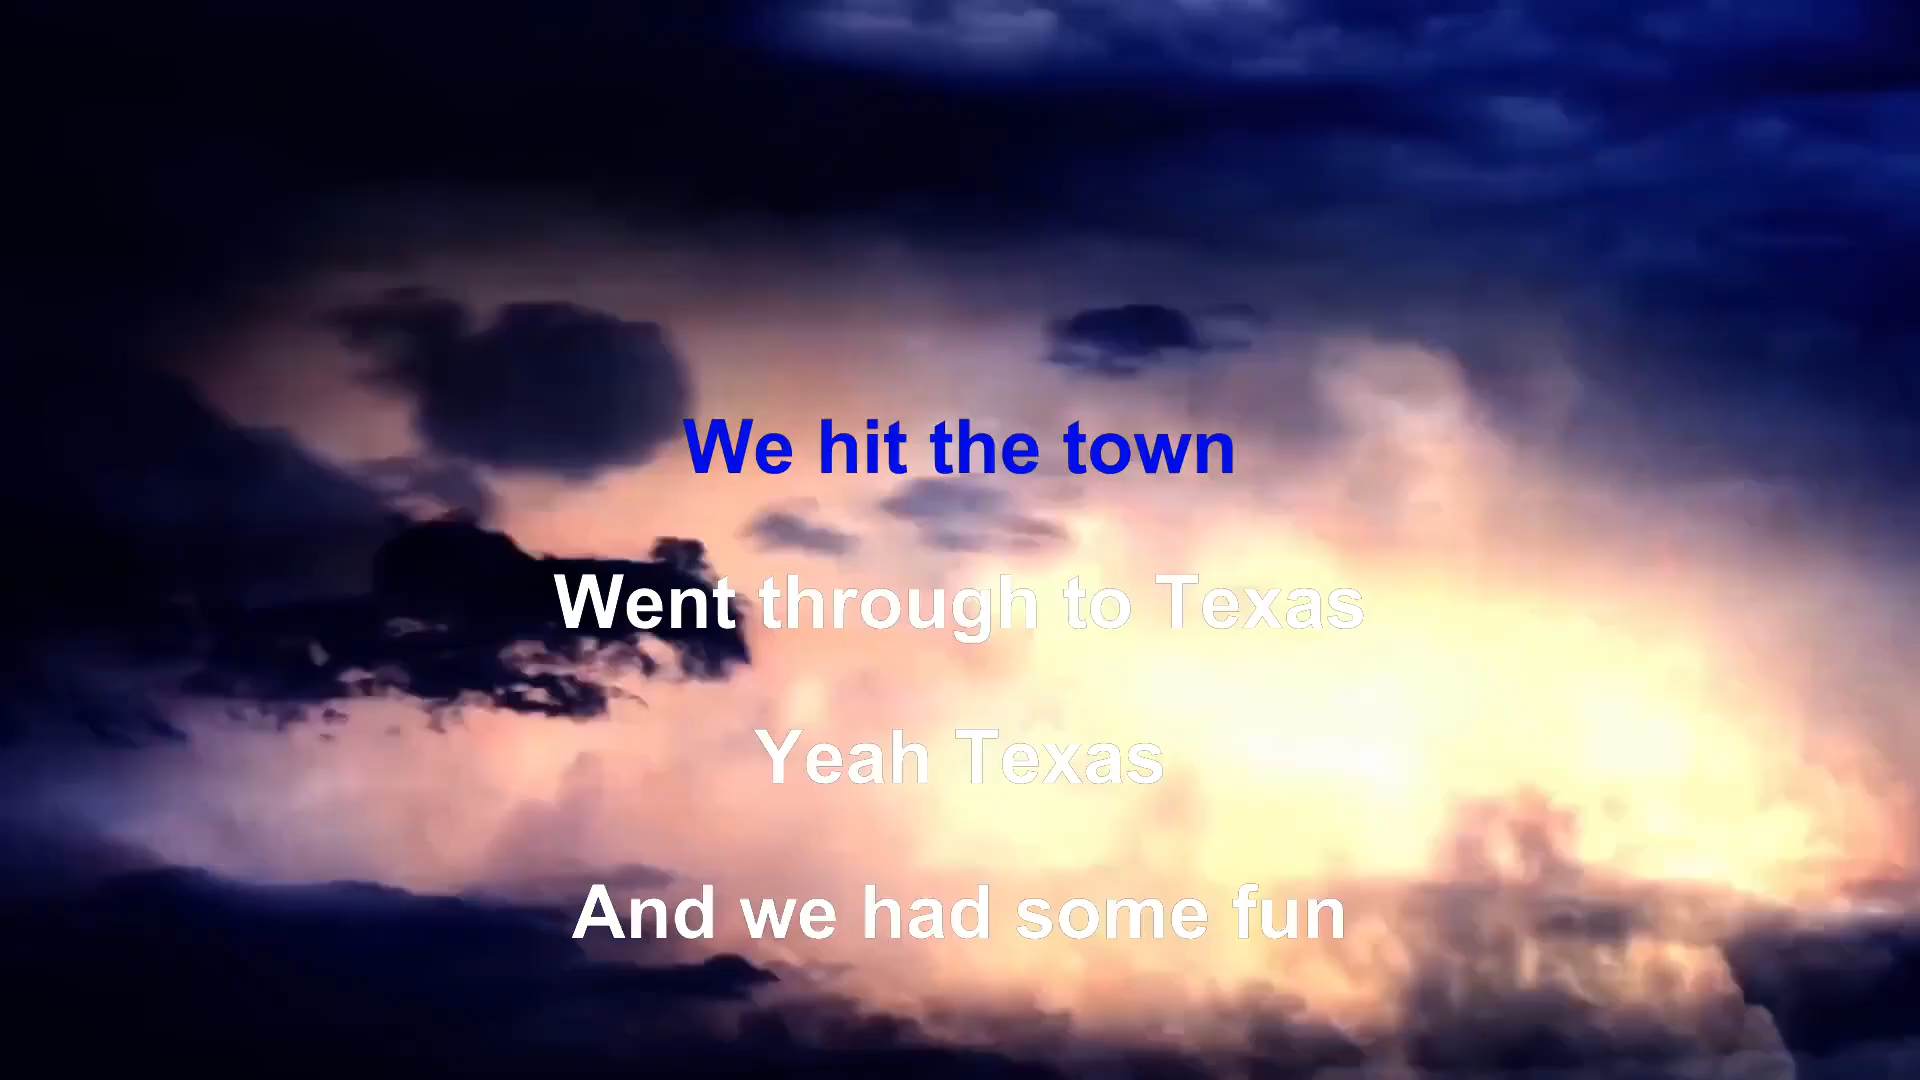 We hit the town
Went through to Texas
Yeah Texas
And we had some fun